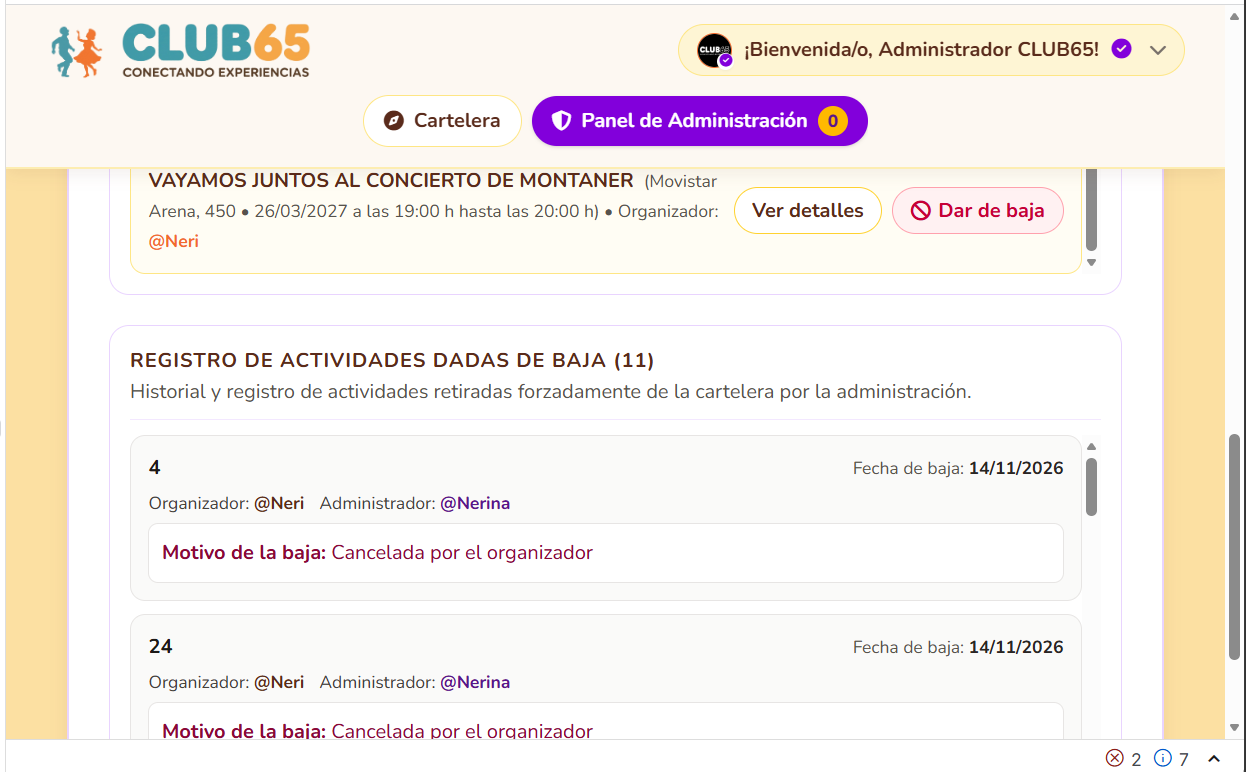 CLUB65
CONECTANDO EXPERIENCIAS
CLUB65
¡Bienvenida/o, Administrador CLUB65!
Cartelera
Panel de Administración 0
VAYAMOS JUNTOS AL CONCIERTO DE MONTANER (Movistar
Arena, 450 • 26/03/2027 a las 19:00 h hasta las 20:00 h) • Organizador:
@Neri
Ver detalles
Dar de baja
REGISTRO DE ACTIVIDADES DADAS DE BAJA (11)
Historial y registro de actividades retiradas forzadamente de la cartelera por la administración.
4
Fecha de baja: 14/11/2026
Organizador: @Neri Administrador: @Nerina
Motivo de la baja: Cancelada por el organizador
24
Fecha de baja: 14/11/2026
Organizador: @Neri Administrador: @Nerina
Motivo de la baja: Cancelada por el organizador
2 7